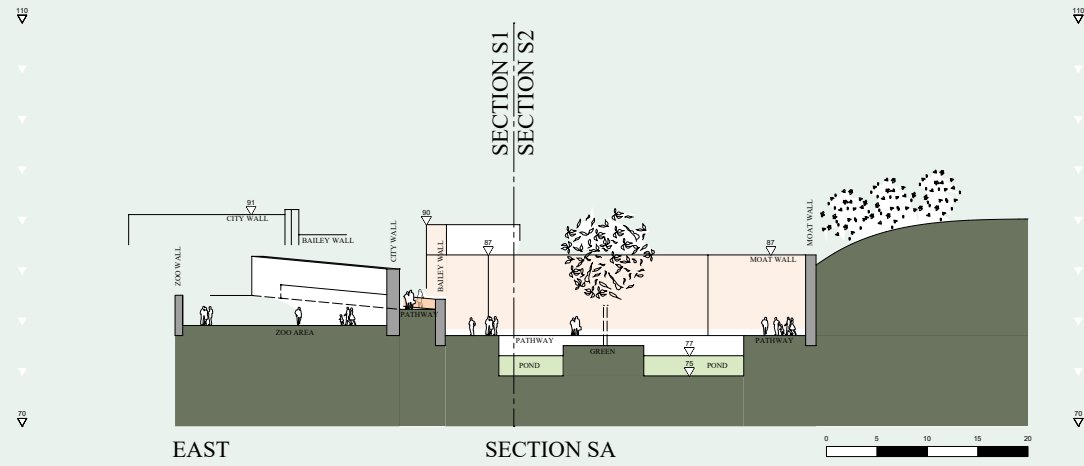 110
110
SECTION S1
SECTION S2
91
CITY WALL
BAILEY WALL
ZOO WALL
CITY WALL
90
BAILEY WALL
87
87
MOAT WALL
MOAT WALL
PATHWAY
ZOO AREA
PATHWAY
GREEN
77
PATHWAY
POND
75
POND
70
70
EAST
SECTION SA
0 5 10 15 20